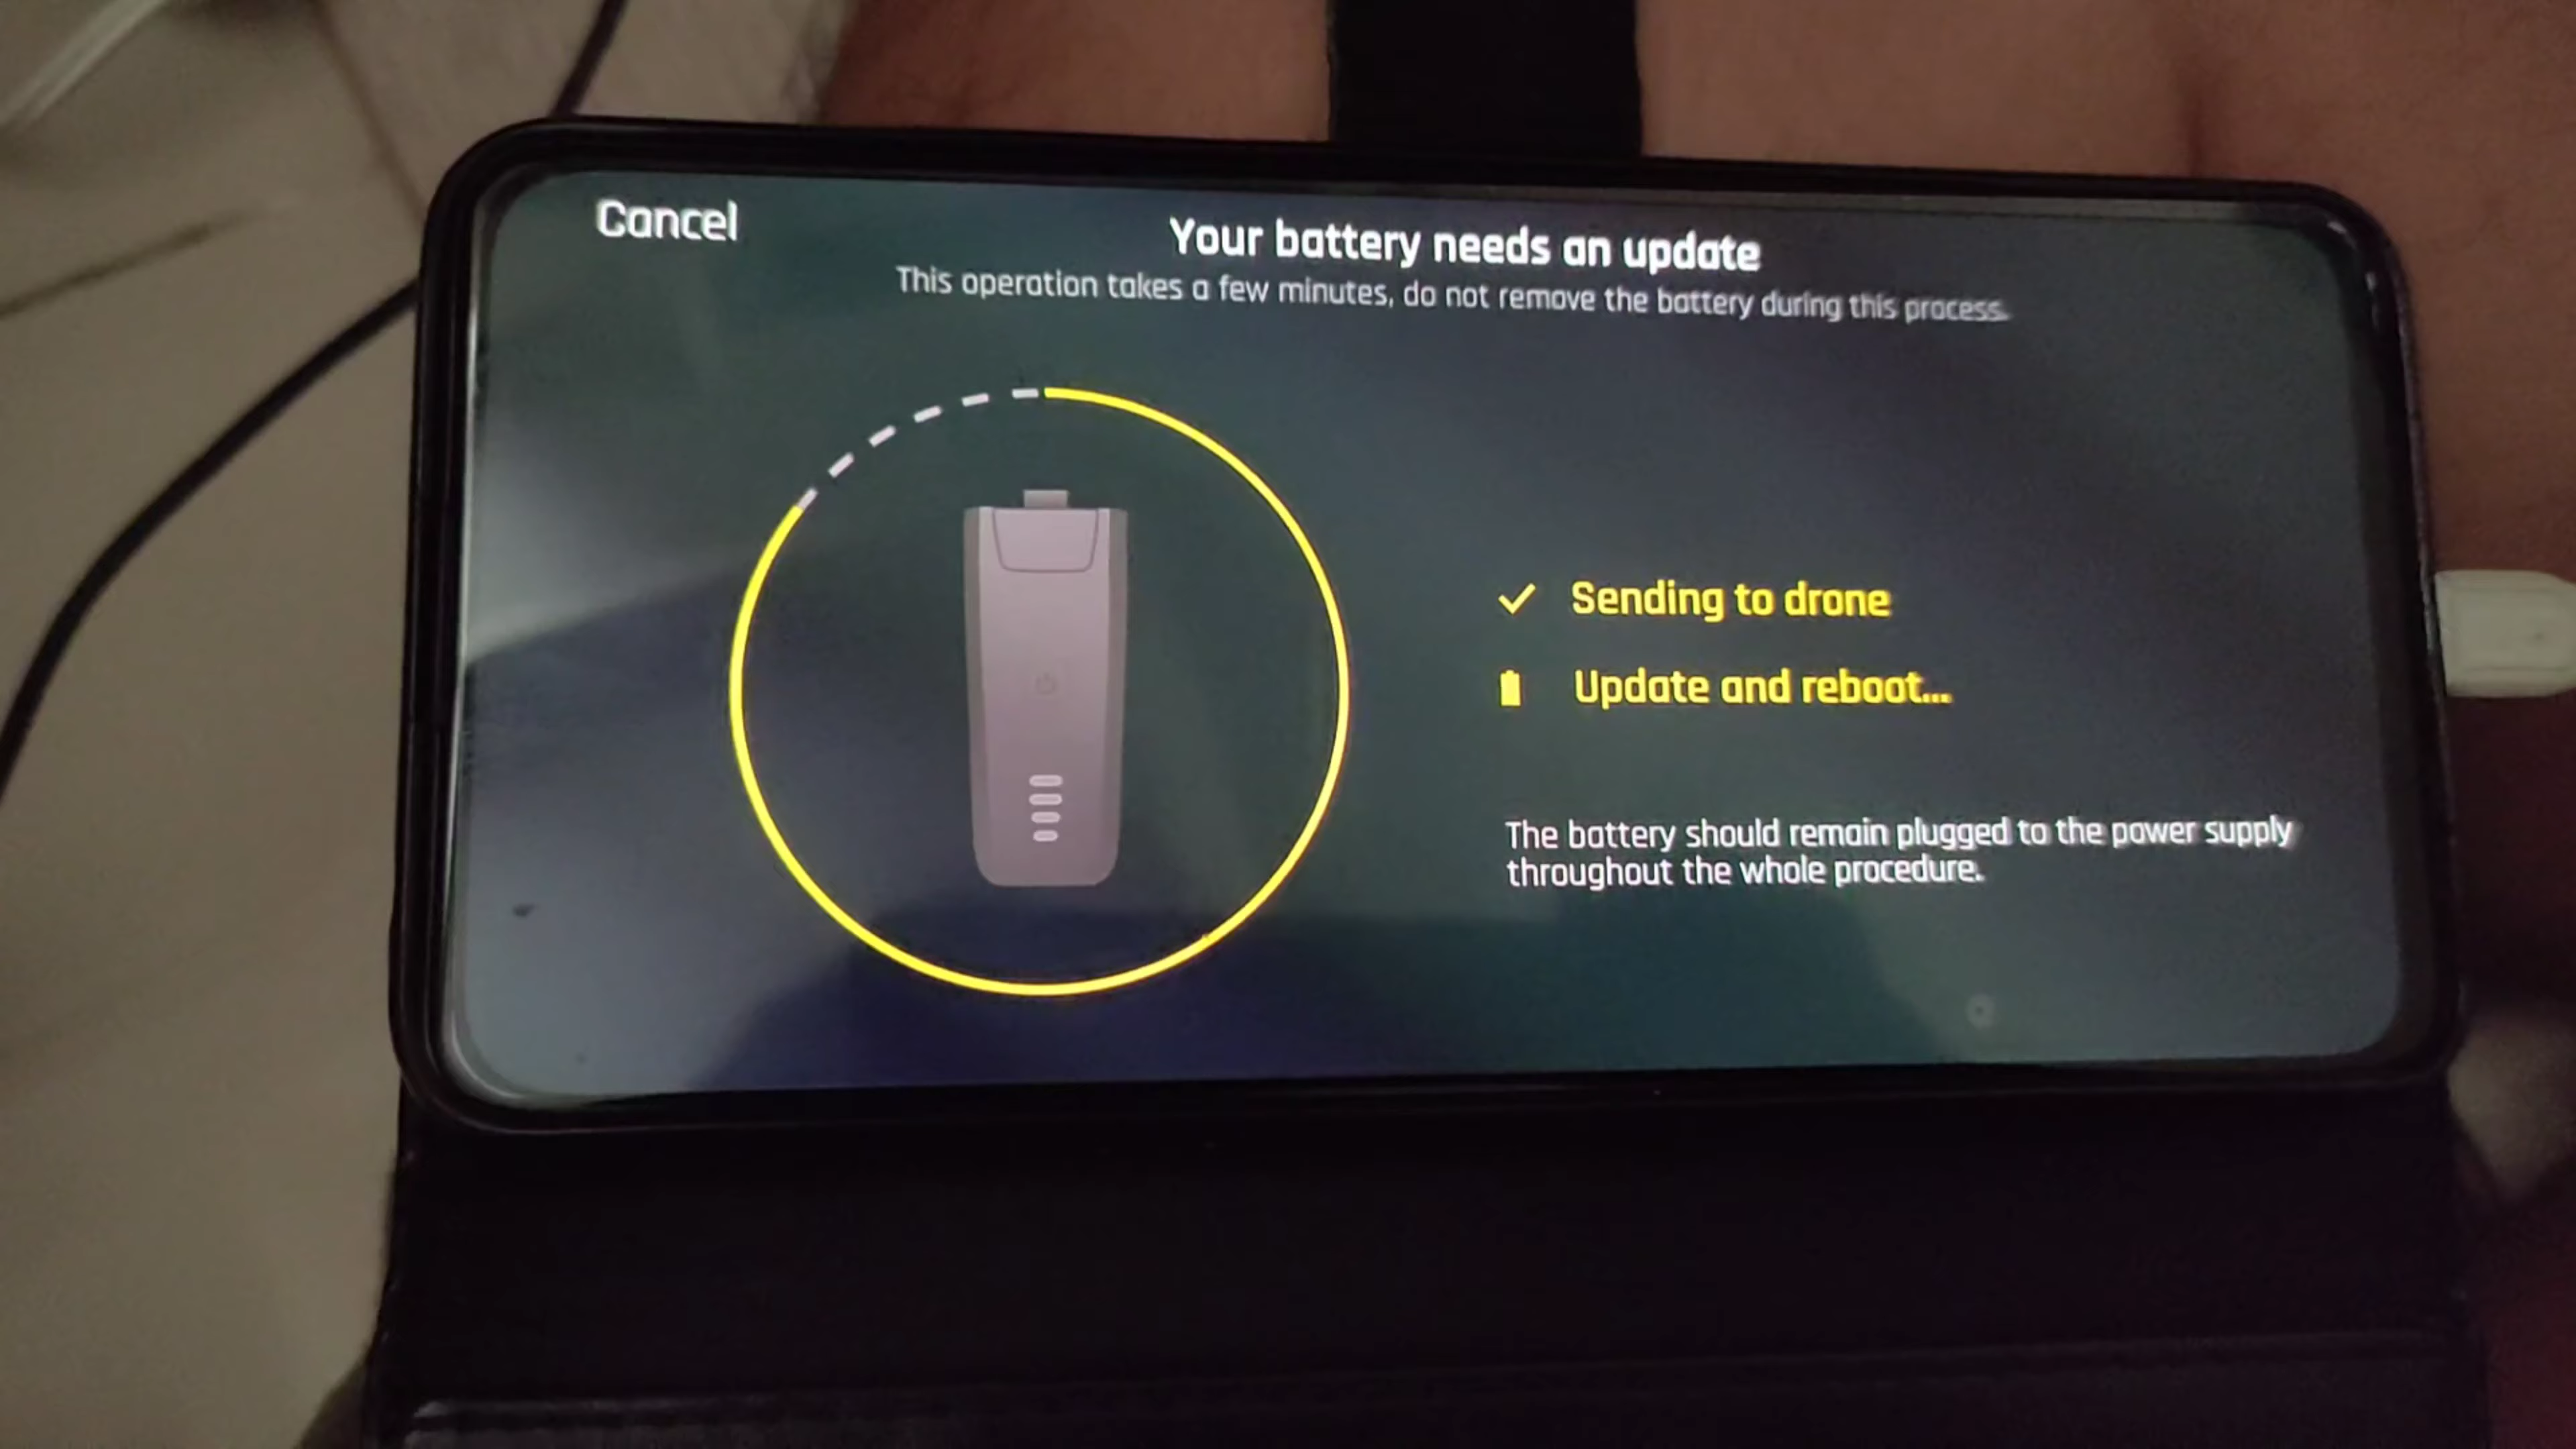 Cancel
Your battery needs an update
This operation takes a few minutes, do not remove the battery during this process.
Sending to drone
Update and reboot...
The battery should remain plugged to the power supply
throughout the whole procedure.